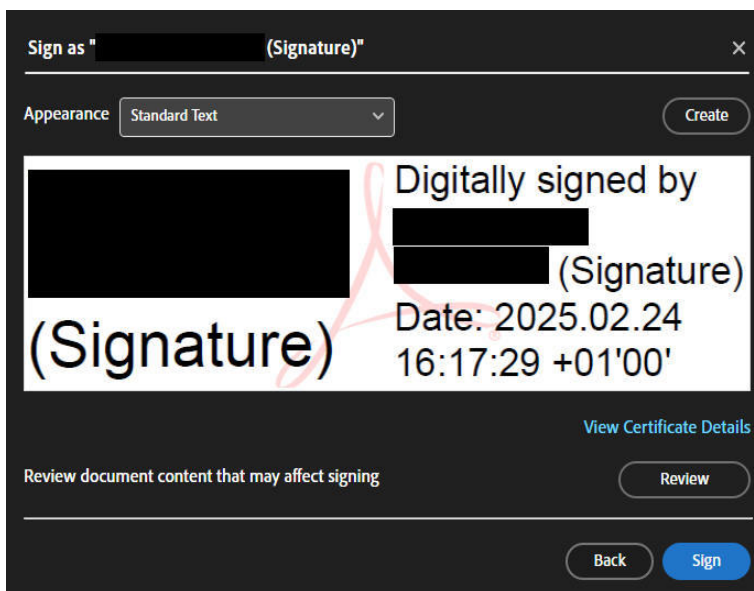 Sign as " (Signature)"
Appearance
Standard Text
Create
(Signature)
Digitally signed by
(Signature)
Date: 2025.02.24
16:17:29 +01'00'
View Certificate Details
Review document content that may affect signing
Review
Back
Sign